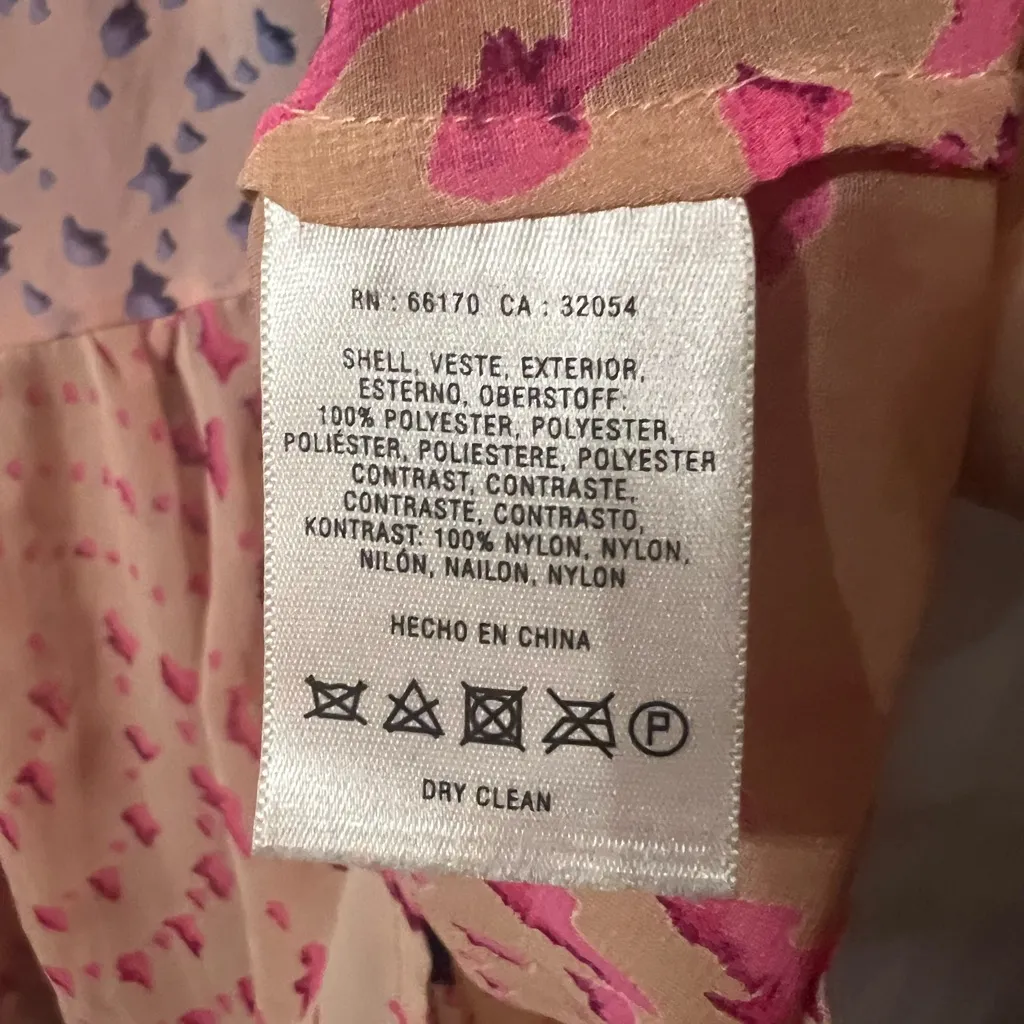 RN : 66170 CA : 32054
SHELL, VESTE, EXTERIOR,
ESTERNO, OBERSTOFF:
100% POLYESTER, POLYESTER,
POLIÉSTER, POLIESTERE, POLYESTER
CONTRAST, CONTRASTE,
CONTRASTE, CONTRASTO,
KONTRAST: 100% NYLON, NYLON,
NILÓN, NAILON, NYLON
HECHO EN CHINA
P
DRY CLEAN